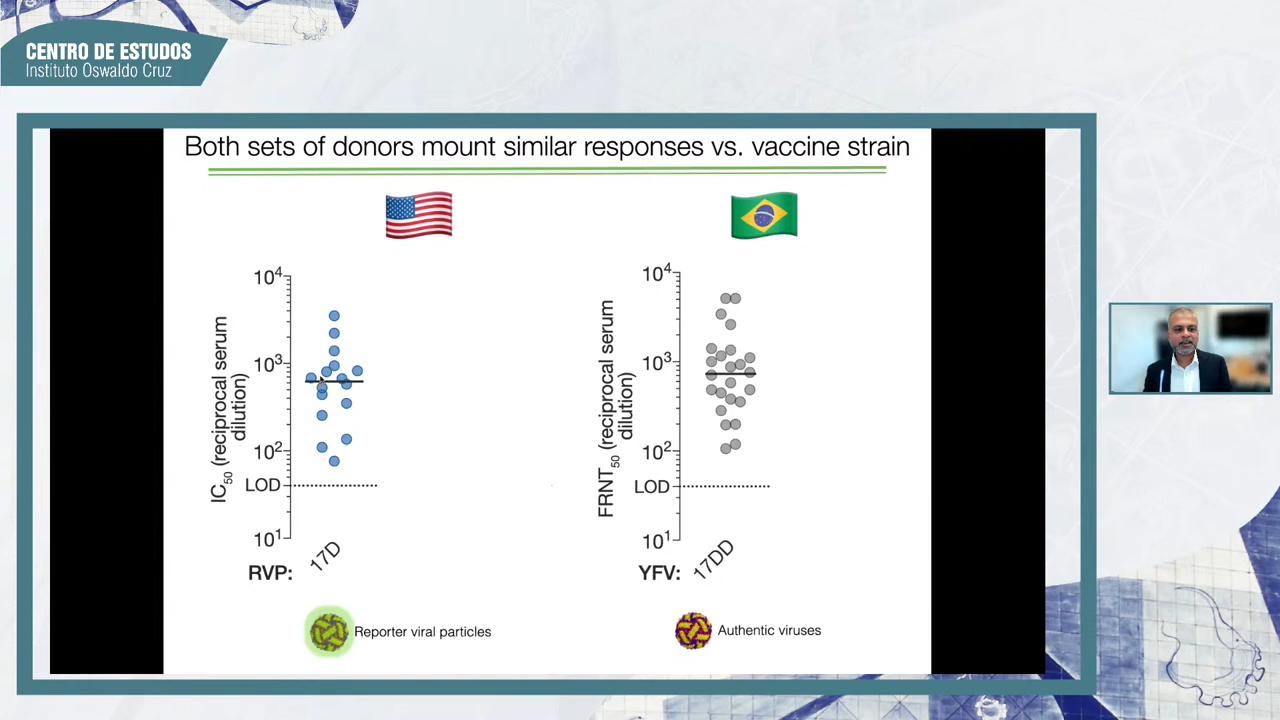 CENTRO DE ESTUDOS
Instituto Oswaldo Cruz
Both sets of donors mount similar responses vs. vaccine strain
IC50 (reciprocal serum
dilution)
10⁴
10³
10²
LOD
10¹
RVP:
17D
Reporter viral particles
FRNT50 (reciprocal serum
dilution)
10⁴
10³
10²
LOD
10¹
YFV:
17DD
Authentic viruses